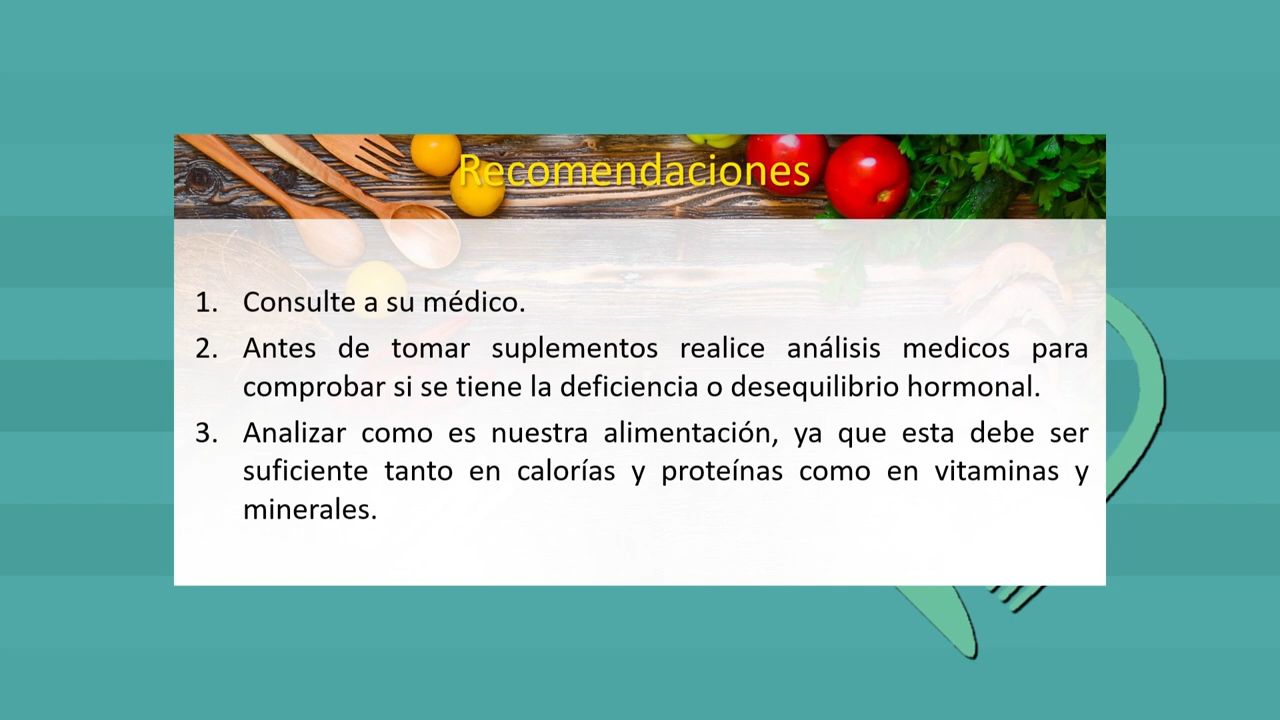 Recomendaciones
1. Consulte a su médico.
2. Antes de tomar suplementos realice análisis medicos para
comprobar si se tiene la deficiencia o desequilibrio hormonal.
3. Analizar como es nuestra alimentación, ya que esta debe ser
suficiente tanto en calorías y proteínas como en vitaminas y
minerales.